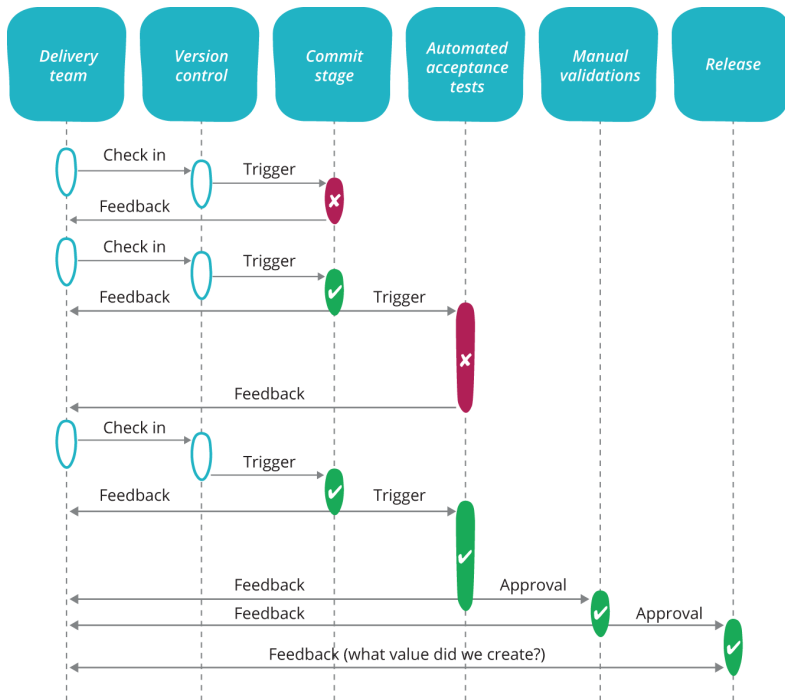 Delivery
team
Version
control
Commit
stage
Automated
acceptance
tests
Manual
validations
Release
Check in
Trigger
Feedback
Check in
Trigger
Feedback
Trigger
Feedback
Check in
Trigger
Feedback
Trigger
Feedback
Approval
Feedback
Approval
Feedback (what value did we create?)